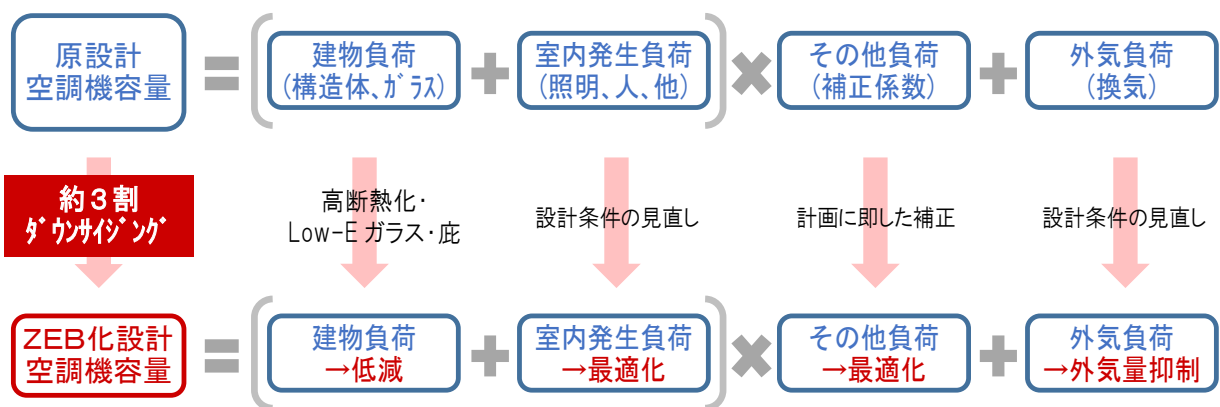 原設計
空調機容量
=
(
建物負荷
(構造体、ｶﾞﾗｽ)
+
室内発生負荷
(照明、人、他)
)
×
その他負荷
(補正係数)
+
外気負荷
(換気)
約３割
ﾀﾞｳﾝｻｲｼﾞﾝｸﾞ
高断熱化・
Low-E ガラス・庇
設計条件の見直し
計画に即した補正
設計条件の見直し
ＺＥＢ化設計
空調機容量
=
(
建物負荷
→低減
+
室内発生負荷
→最適化
)
×
その他負荷
→最適化
+
外気負荷
→外気量抑制